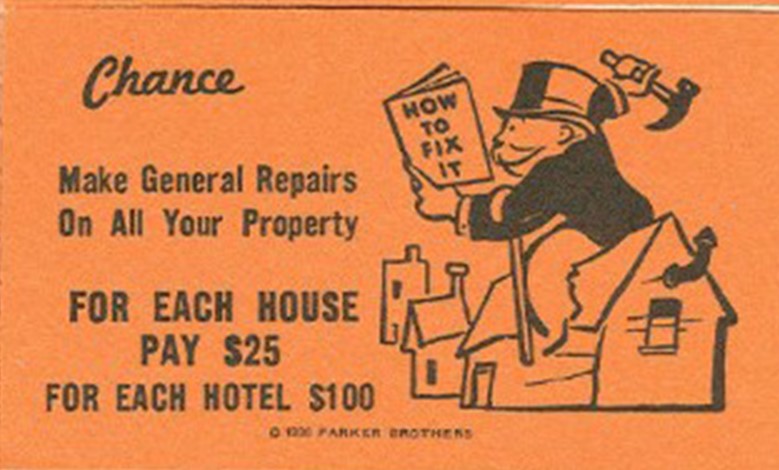 Chance
HOW
TO
FIX
IT
Make General Repairs
On All Your Property
FOR EACH HOUSE
PAY $25
FOR EACH HOTEL $100
© PARKER BROTHERS